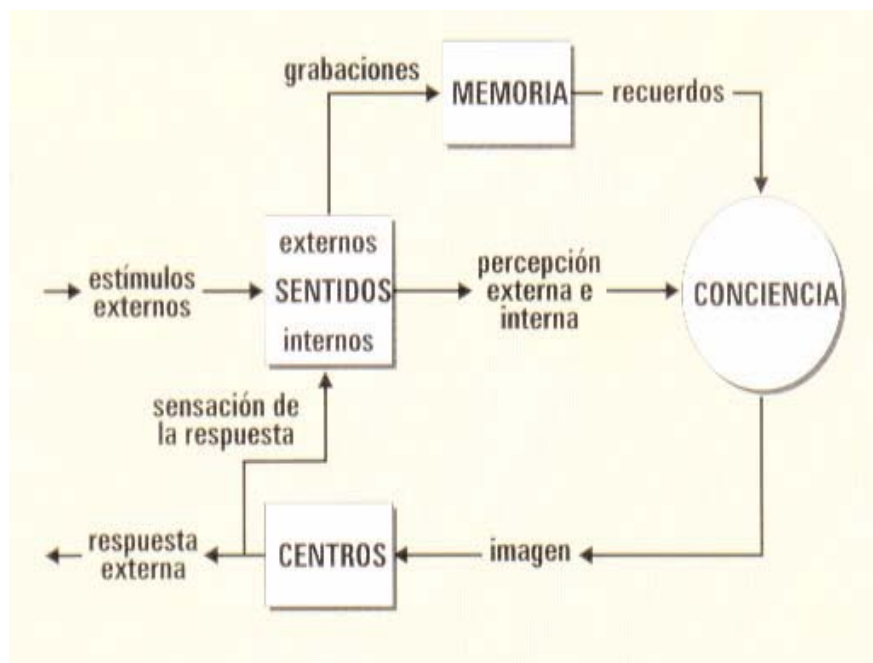 grabaciones
MEMORIA
recuerdos
externos
SENTIDOS
internos
estímulos
externos
percepción
externa e
interna
CONCIENCIA
sensación de
la respuesta
respuesta
externa
CENTROS
imagen